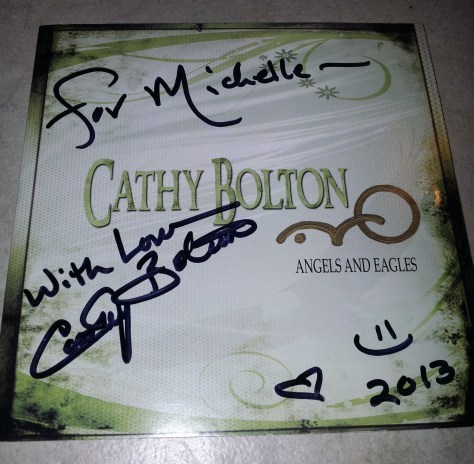 For Michelle —
CATHY BOLTON
ANGELS AND EAGLES
With Love
Cathy Bolton
2013